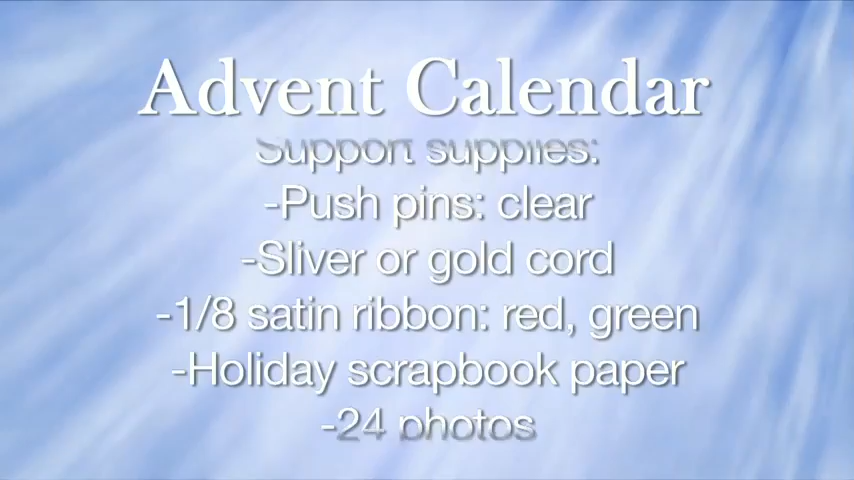 Advent Calendar
Support supplies:
-Push pins: clear
-Sliver or gold cord
-1/8 satin ribbon: red, green
-Holiday scrapbook paper
-24 photos